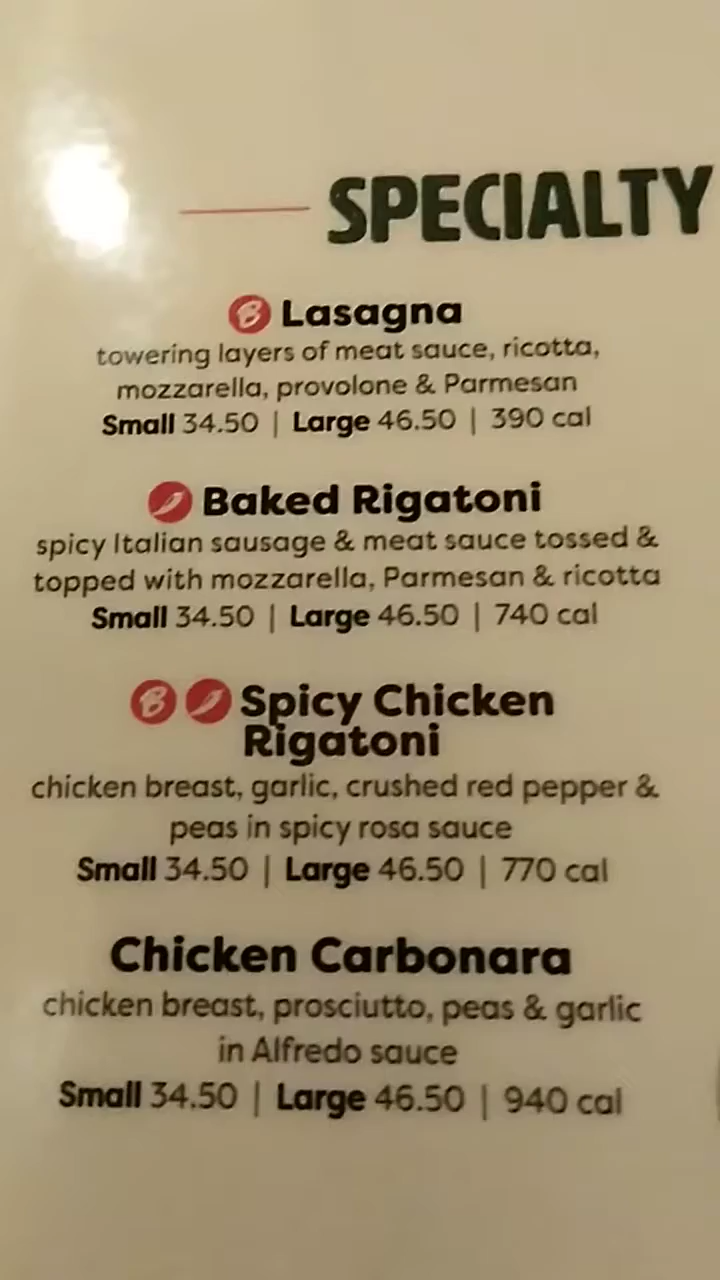 SPECIALTY
B Lasagna
towering layers of meat sauce, ricotta,
mozzarella, provolone & Parmesan
Small 34.50 | Large 46.50 | 390 cal
Baked Rigatoni
spicy Italian sausage & meat sauce tossed &
topped with mozzarella, Parmesan & ricotta
Small 34.50 | Large 46.50 | 740 cal
B Spicy Chicken
Rigatoni
chicken breast, garlic, crushed red pepper &
peas in spicy rosa sauce
Small 34.50 | Large 46.50 | 770 cal
Chicken Carbonara
chicken breast, prosciutto, peas & garlic
in Alfredo sauce
Small 34.50 | Large 46.50 | 940 cal